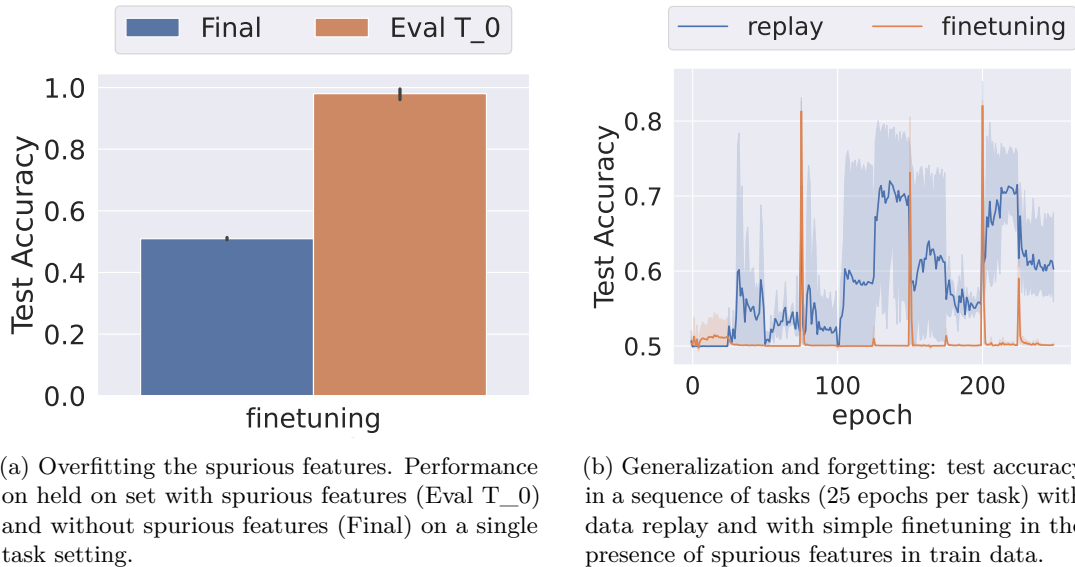 Final
Eval T_0
1.0
0.8
0.6
0.4
0.2
0.0
Test Accuracy
finetuning
replay
finetuning
0.8
0.7
0.6
0.5
Test Accuracy
0
100
200
epoch
(a) Overfitting the spurious features. Performance
on held on set with spurious features (Eval T_0)
and without spurious features (Final) on a single
task setting.
(b) Generalization and forgetting: test accuracy
in a sequence of tasks (25 epochs per task) with
data replay and with simple finetuning in the
presence of spurious features in train data.